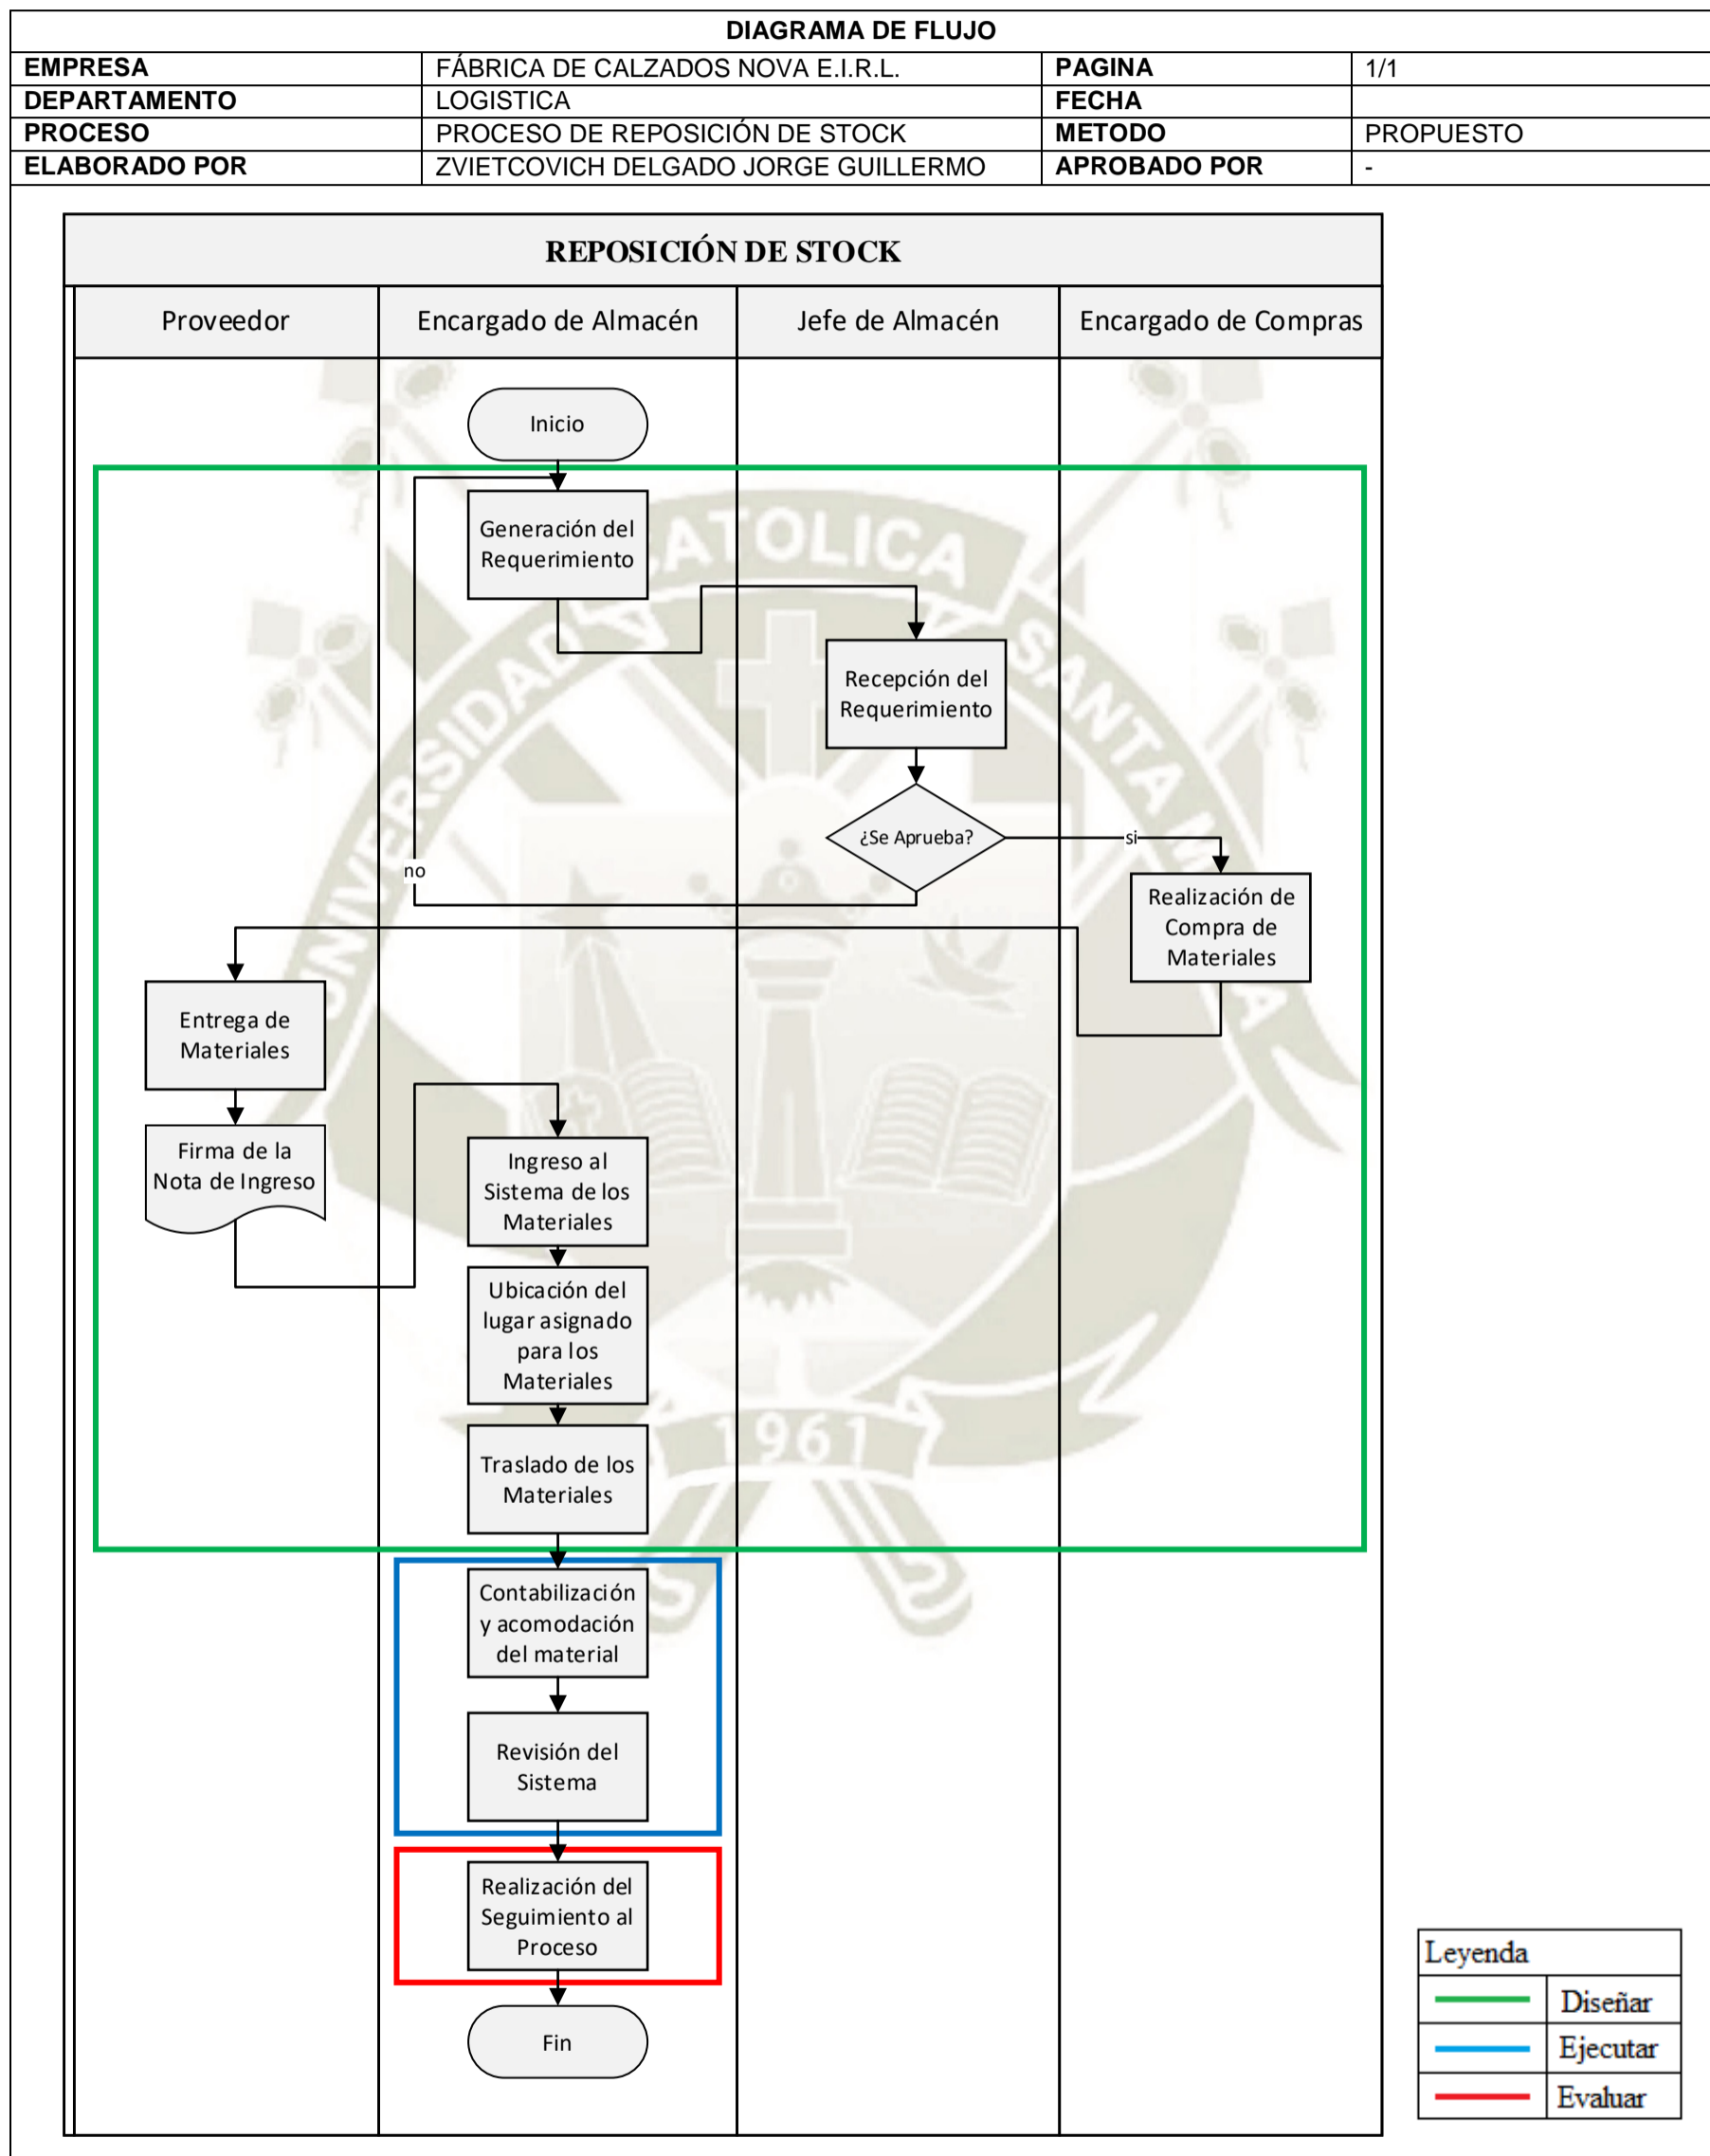 DIAGRAMA DE FLUJO
EMPRESA FÁBRICA DE CALZADOS NOVA E.I.R.L. PAGINA 1/1
DEPARTAMENTO LOGISTICA FECHA
PROCESO PROCESO DE REPOSICIÓN DE STOCK METODO PROPUESTO
ELABORADO POR ZVIETCOVICH DELGADO JORGE GUILLERMO APROBADO POR -
REPOSICIÓN DE STOCK
Proveedor Encargado de Almacén Jefe de Almacén Encargado de Compras
Inicio
Generación del
Requerimiento
Recepción del
Requerimiento
¿Se Aprueba?
si
no
Realización de
Compra de
Materiales
Entrega de
Materiales
Firma de la
Nota de Ingreso
Ingreso al
Sistema de los
Materiales
Ubicación del
lugar asignado
para los
Materiales
Traslado de los
Materiales
Contabilización
y acomodación
del material
Revisión del
Sistema
Realización del
Seguimiento al
Proceso
Fin
Leyenda
Diseñar
Ejecutar
Evaluar
UNIVERSIDAD CATOLICA SANTA
1961